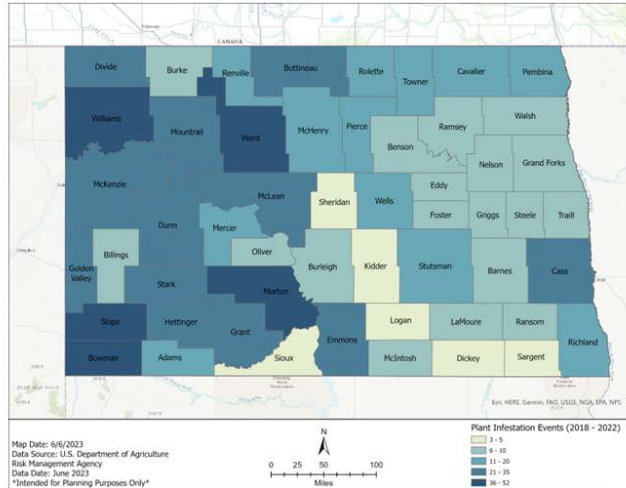 CANADA
Divide
Burke
Renville
Bottineau
Rolette
Towner
Cavalier
Pembina
Williams
Mountrail
Ward
McHenry
Pierce
Benson
Ramsey
Walsh
Nelson
Grand Forks
McKenzie
McLean
Sheridan
Wells
Eddy
Foster
Griggs
Steele
Traill
Dunn
Mercer
Oliver
Billings
Golden
Valley
Stark
Burleigh
Kidder
Stutsman
Barnes
Cass
Morton
Slope
Hettinger
Grant
Emmons
Logan
LaMoure
Ransom
Richland
Bowman
Adams
Sioux
McIntosh
Dickey
Sargent
Esri, HERE, Garmin, FAO, USGS, NGA, EPA, NPS
Map Date: 6/6/2023
Data Source: U.S. Department of Agriculture
Risk Management Agency
Data Date: June 2023
*Intended for Planning Purposes Only*
N
0 25 50 100
Miles
Plant Infestation Events (2018 - 2022)
3 - 5
6 - 10
11 - 20
21 - 35
36 - 52